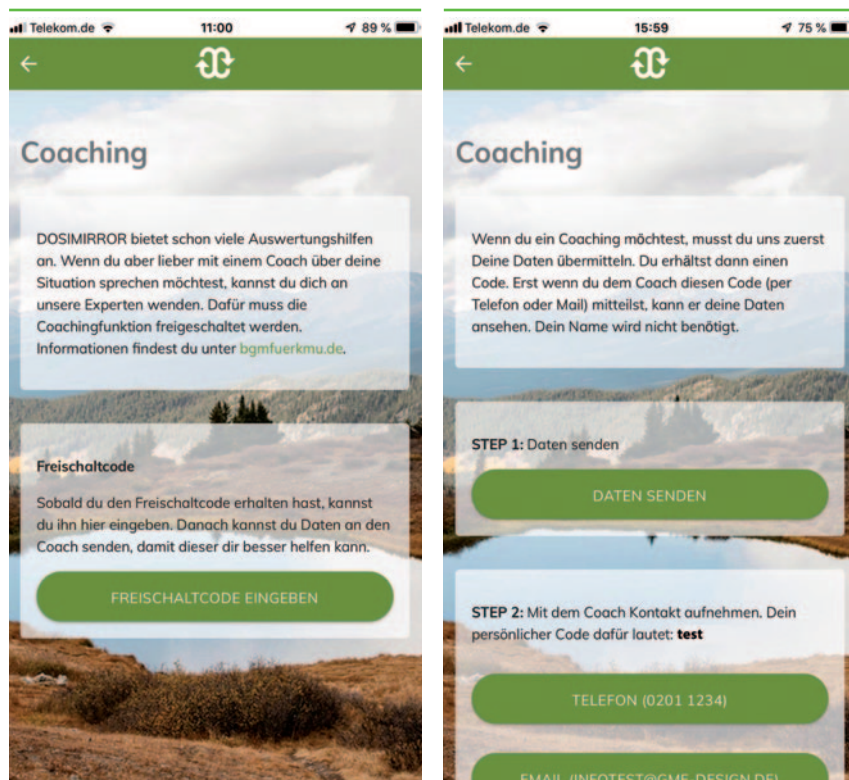 Telekom.de 11:00 89 %
Coaching
DOSIMIRROR bietet schon viele Auswertungshilfen
an. Wenn du aber lieber mit einem Coach über deine
Situation sprechen möchtest, kannst du dich an
unsere Experten wenden. Dafür muss die
Coachingfunktion freigeschaltet werden.
Informationen findest du unter bgmfuerkmu.de.
Freischaltcode
Sobald du den Freischaltcode erhalten hast, kannst
du ihn hier eingeben. Danach kannst du Daten an den
Coach senden, damit dieser dir besser helfen kann.
FREISCHALTCODE EINGEBEN
Telekom.de 15:59 75 %
Coaching
Wenn du ein Coaching möchtest, musst du uns zuerst
Deine Daten übermitteln. Du erhältst dann einen
Code. Erst wenn du dem Coach diesen Code (per
Telefon oder Mail) mitteilst, kann er deine Daten
ansehen. Dein Name wird nicht benötigt.
STEP 1: Daten senden
DATEN SENDEN
STEP 2: Mit dem Coach Kontakt aufnehmen. Dein
persönlicher Code dafür lautet: test
TELEFON (0201 1234)
EMAIL (INFOTEST@GME-DESIGN.DE)